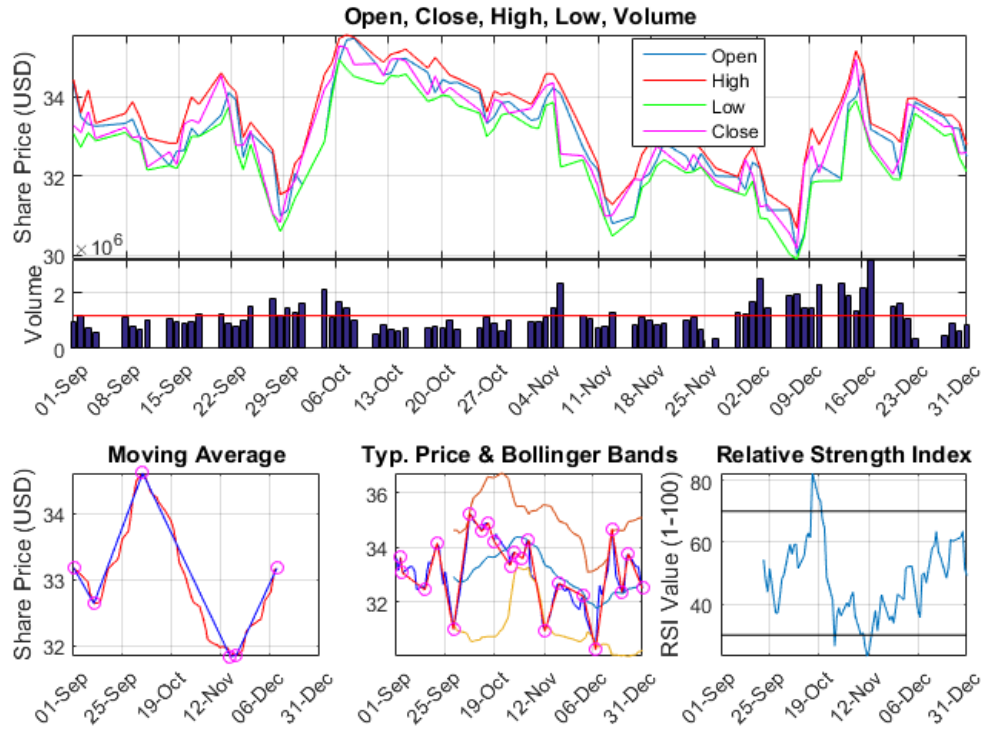 Open, Close, High, Low, Volume
Share Price (USD)
34
32
30
Open
High
Low
Close
× 10^6
Volume
2
0
01-Sep
08-Sep
15-Sep
22-Sep
29-Sep
06-Oct
13-Oct
20-Oct
27-Oct
04-Nov
11-Nov
18-Nov
25-Nov
02-Dec
09-Dec
16-Dec
23-Dec
31-Dec
Moving Average
Share Price (USD)
34
33
32
01-Sep
25-Sep
19-Oct
12-Nov
06-Dec
31-Dec
Typ. Price & Bollinger Bands
36
34
32
01-Sep
25-Sep
19-Oct
12-Nov
06-Dec
31-Dec
Relative Strength Index
RSI Value (1-100)
80
60
40
01-Sep
25-Sep
19-Oct
12-Nov
06-Dec
31-Dec